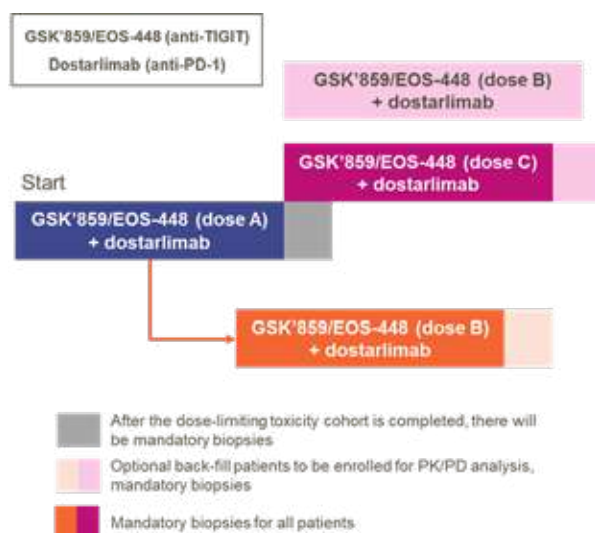 GSK'859/EOS-448 (anti-TIGIT)
Dostarlimab (anti-PD-1)
GSK'859/EOS-448 (dose B)
+ dostarlimab
GSK'859/EOS-448 (dose C)
+ dostarlimab
Start
GSK'859/EOS-448 (dose A)
+ dostarlimab
GSK'859/EOS-448 (dose B)
+ dostarlimab
After the dose-limiting toxicity cohort is completed, there will
be mandatory biopsies
Optional back-fill patients to be enrolled for PK/PD analysis,
mandatory biopsies
Mandatory biopsies for all patients